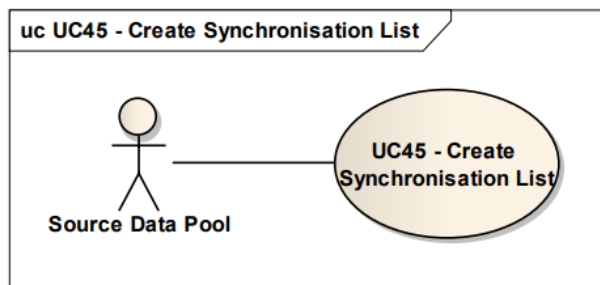 uc UC45 - Create Synchronisation List
UC45 - Create
Synchronisation List
Source Data Pool